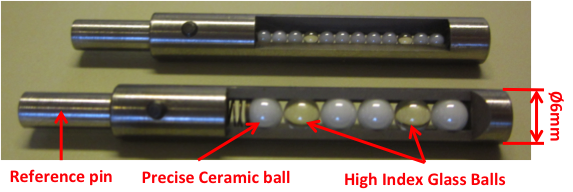 Ø6mm
Reference pin
Precise Ceramic ball
High Index Glass Balls